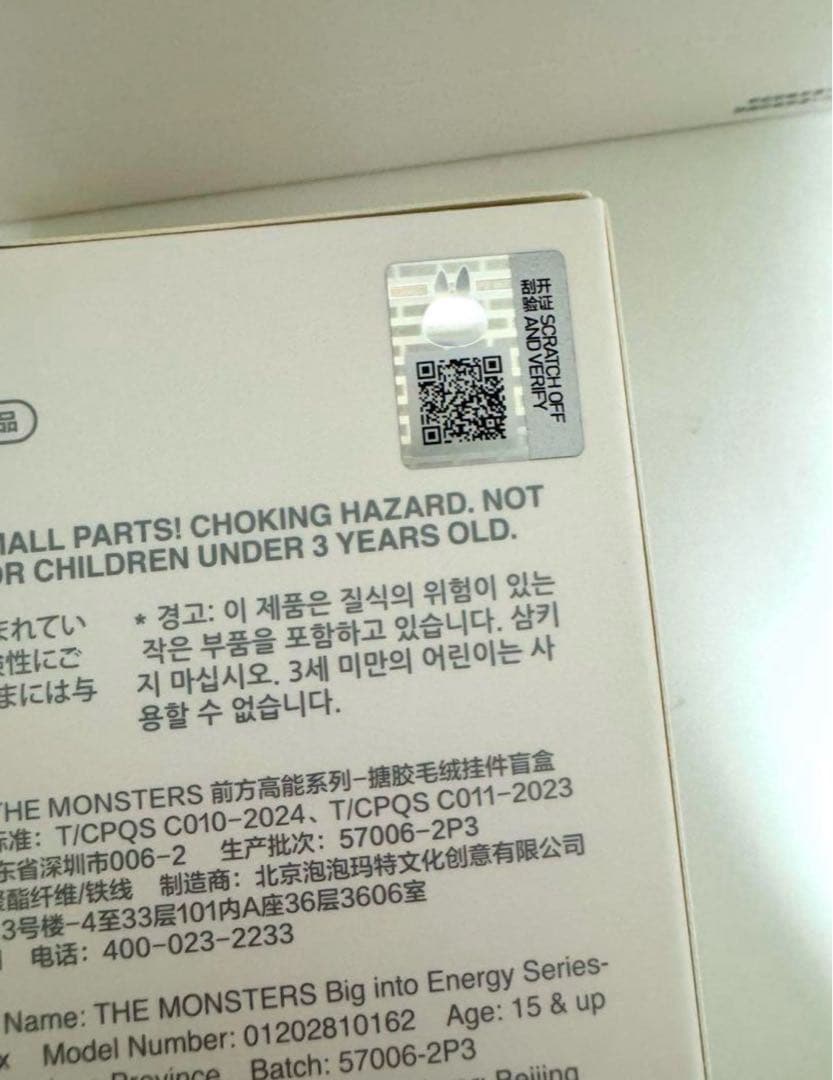 开 证 SCRATCH OFF
刮 验 AND VERIFY
品
MALL PARTS! CHOKING HAZARD. NOT
OR CHILDREN UNDER 3 YEARS OLD.
まれてい
険性にご
まには与
* 경고: 이 제품은 질식의 위험이 있는
작은 부품을 포함하고 있습니다. 삼키
지 마십시오. 3세 미만의 어린이는 사
용할 수 없습니다.
THE MONSTERS 前方高能系列-搪胶毛绒挂件盲盒
标准：T/CPQS C010-2024、T/CPQS C011-2023
东省深圳市006-2 生产批次：57006-2P3
聚酯纤维/铁线 制造商：北京泡泡玛特文化创意有限公司
3号楼-4至33层101内A座36层3606室
电话：400-023-2233
Name: THE MONSTERS Big into Energy Series-
x Model Number: 01202810162 Age: 15 & up
Province Batch: 57006-2P3
Beijing